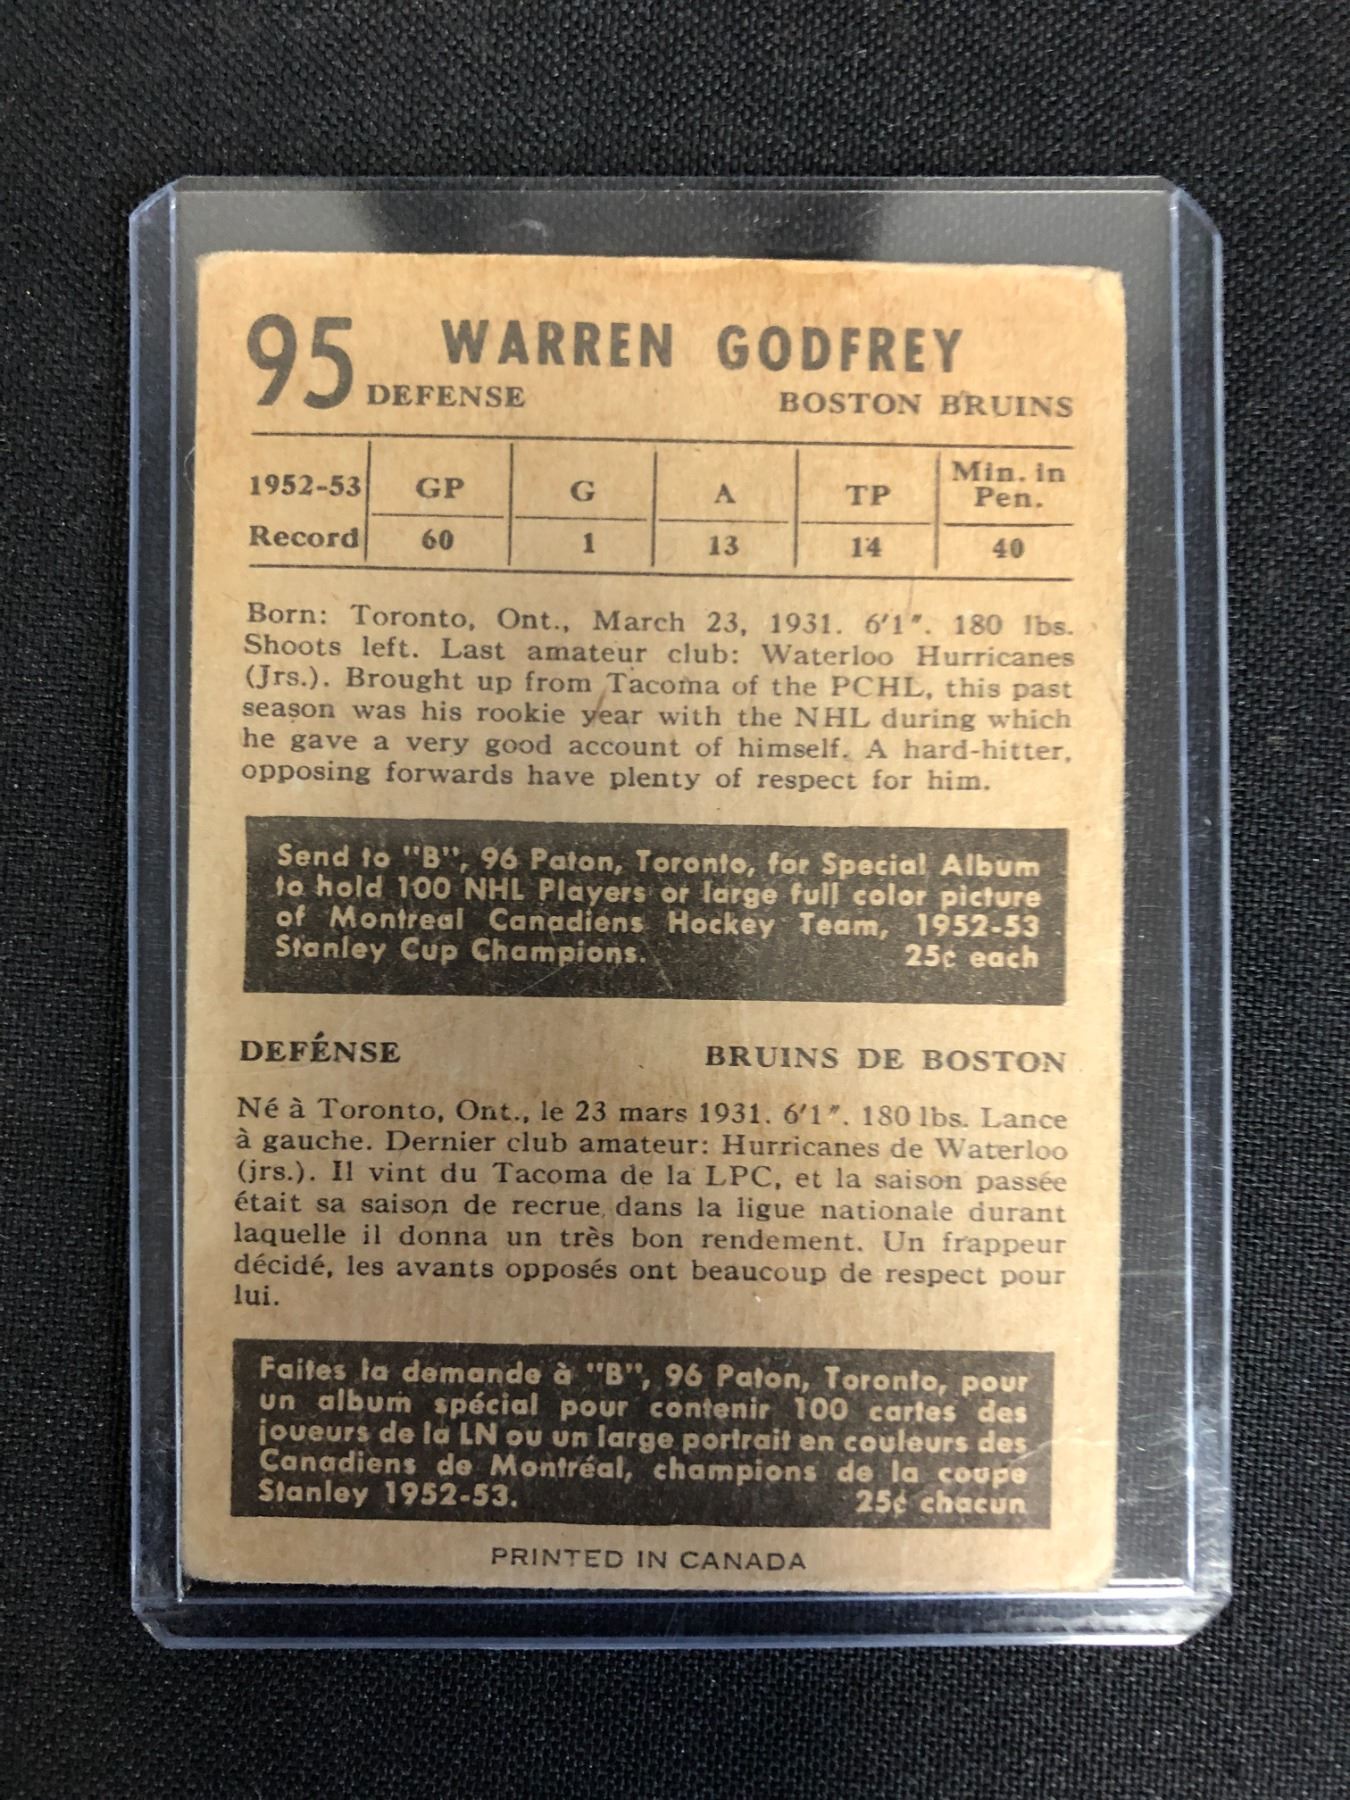 95 WARREN GODFREY
DEFENSE BOSTON BRUINS
1952-53 GP G A TP Min. in Pen.
Record 60 1 13 14 40
Born: Toronto, Ont., March 23, 1931. 6'1". 180 lbs.
Shoots left. Last amateur club: Waterloo Hurricanes
(Jrs.). Brought up from Tacoma of the PCHL, this past
season was his rookie year with the NHL during which
he gave a very good account of himself. A hard-hitter,
opposing forwards have plenty of respect for him.
Send to "B", 96 Paton, Toronto, for Special Album
to hold 100 NHL Players or large full color picture
of Montreal Canadiens Hockey Team, 1952-53
Stanley Cup Champions. 25¢ each
DEFÉNSE BRUINS DE BOSTON
Né à Toronto, Ont., le 23 mars 1931. 6'1". 180 lbs. Lance
à gauche. Dernier club amateur: Hurricanes de Waterloo
(jrs.). Il vint du Tacoma de la LPC, et la saison passée
était sa saison de recrue dans la ligue nationale durant
laquelle il donna un très bon rendement. Un frappeur
décidé, les avants opposés ont beaucoup de respect pour
lui.
Faites la demande à "B", 96 Paton, Toronto, pour
un album spécial pour contenir 100 cartes des
joueurs de la LN ou un large portrait en couleurs des
Canadiens de Montréal, champions de la coupe
Stanley 1952-53. 25¢ chacun
PRINTED IN CANADA